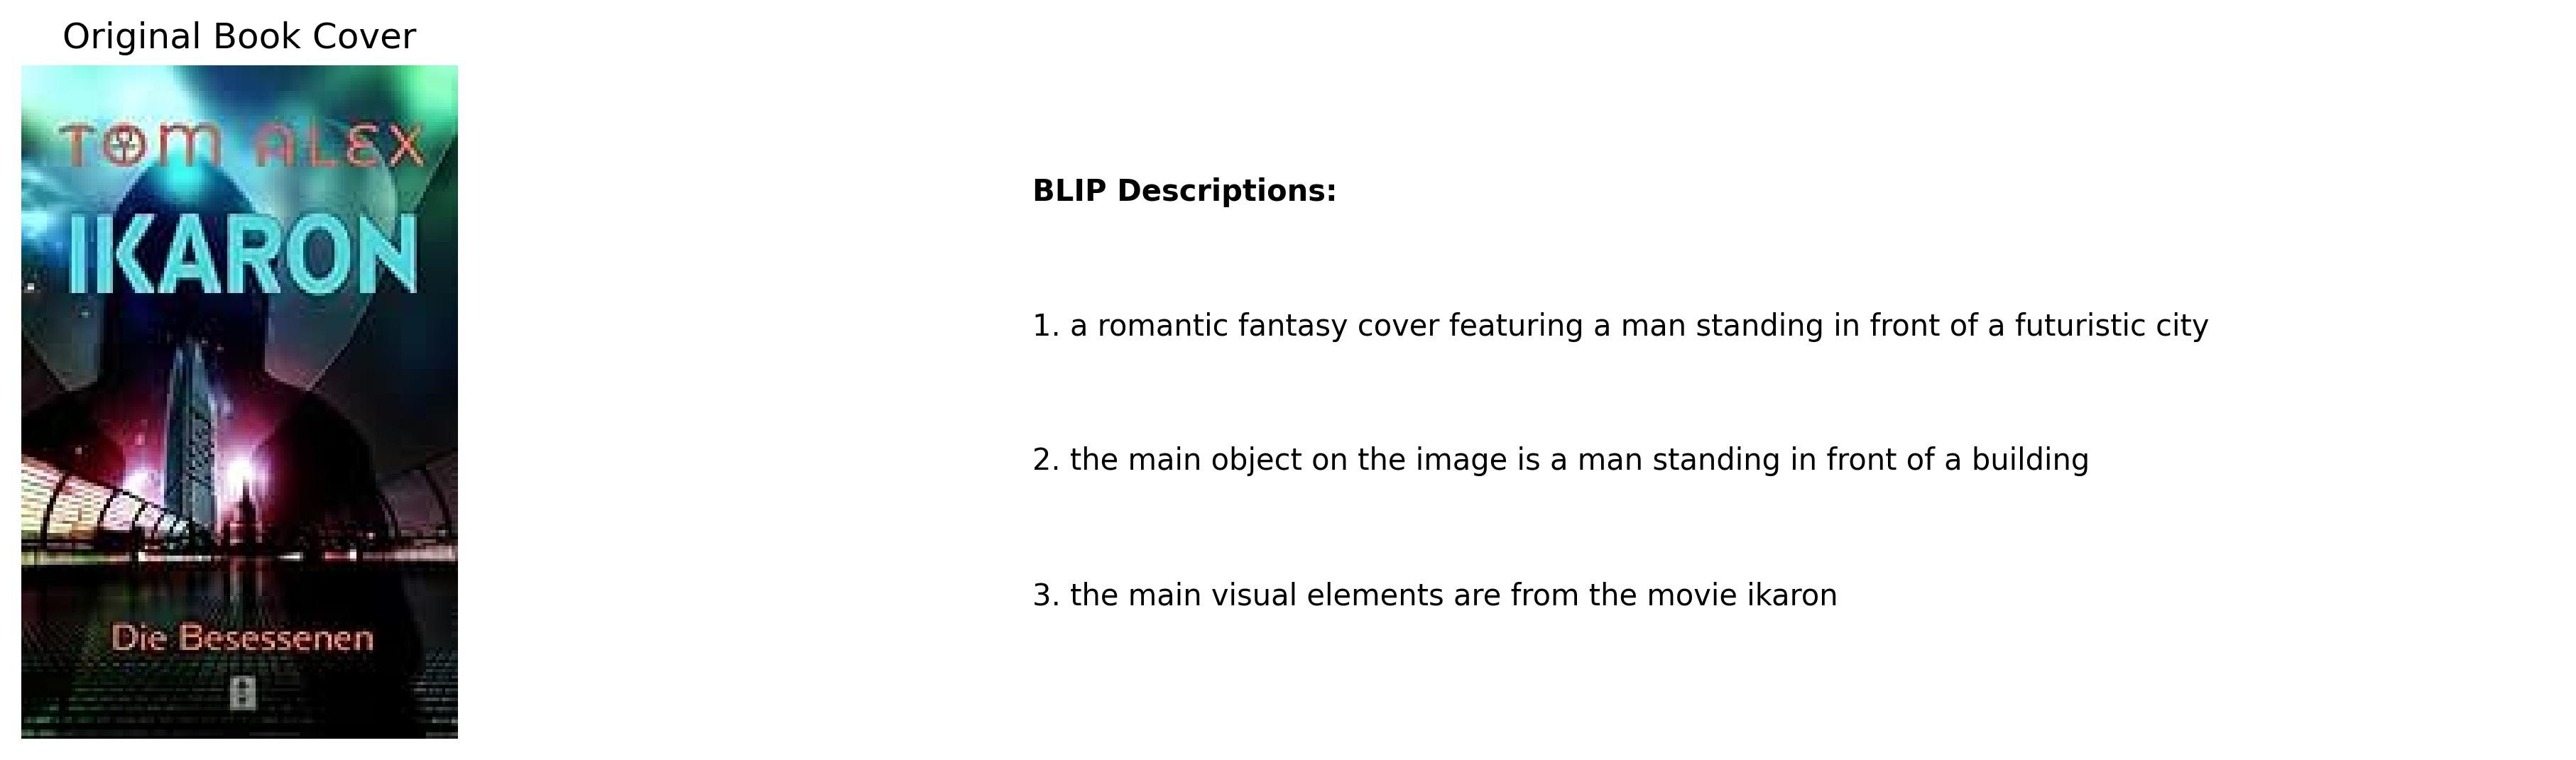 Original Book Cover
TOM ALEX
IKARON
Die Besessenen
BLIP Descriptions:
1. a romantic fantasy cover featuring a man standing in front of a futuristic city
2. the main object on the image is a man standing in front of a building
3. the main visual elements are from the movie ikaron